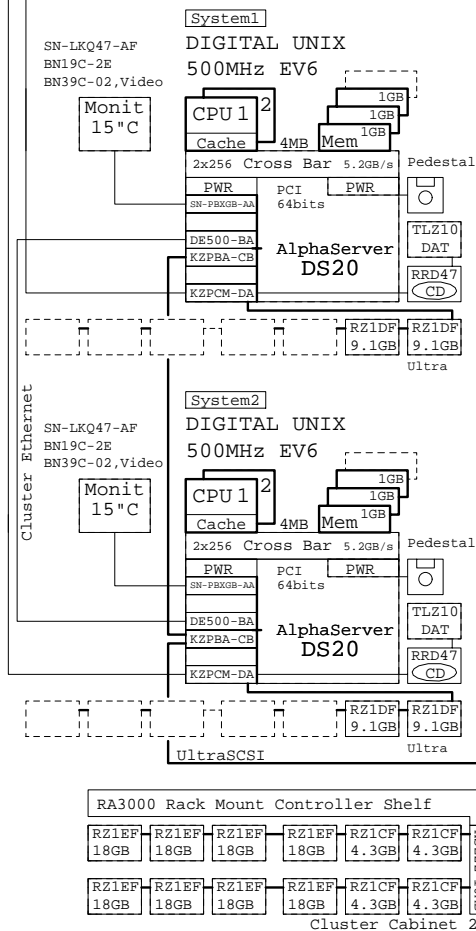 System1
SN-LKQ47-AF
BN19C-2E
BN39C-02,Video
DIGITAL UNIX
500MHz EV6
Monit
15"C
CPU 1 2
Cache 4MB
1GB
1GB
Mem 1GB
2x256 Cross Bar 5.2GB/s
Pedestal
PWR
SN-PBXGB-AA
PCI
64bits
PWR
DE500-BA
KZPBA-CB
AlphaServer
DS20
TLZ10
DAT
KZPCM-DA
RRD47
CD
RZ1DF RZ1DF
9.1GB 9.1GB
Ultra
Cluster Ethernet
System2
SN-LKQ47-AF
BN19C-2E
BN39C-02,Video
DIGITAL UNIX
500MHz EV6
Monit
15"C
CPU 1 2
Cache 4MB
1GB
1GB
Mem 1GB
2x256 Cross Bar 5.2GB/s
Pedestal
PWR
SN-PBXGB-AA
PCI
64bits
PWR
DE500-BA
KZPBA-CB
AlphaServer
DS20
TLZ10
DAT
KZPCM-DA
RRD47
CD
RZ1DF RZ1DF
9.1GB 9.1GB
Ultra
UltraSCSI
RA3000 Rack Mount Controller Shelf
RZ1EF RZ1EF RZ1EF RZ1EF RZ1CF RZ1CF
18GB 18GB 18GB 18GB 4.3GB 4.3GB
RZ1EF RZ1EF RZ1EF RZ1EF RZ1CF RZ1CF
18GB 18GB 18GB 18GB 4.3GB 4.3GB
Cluster Cabinet 2